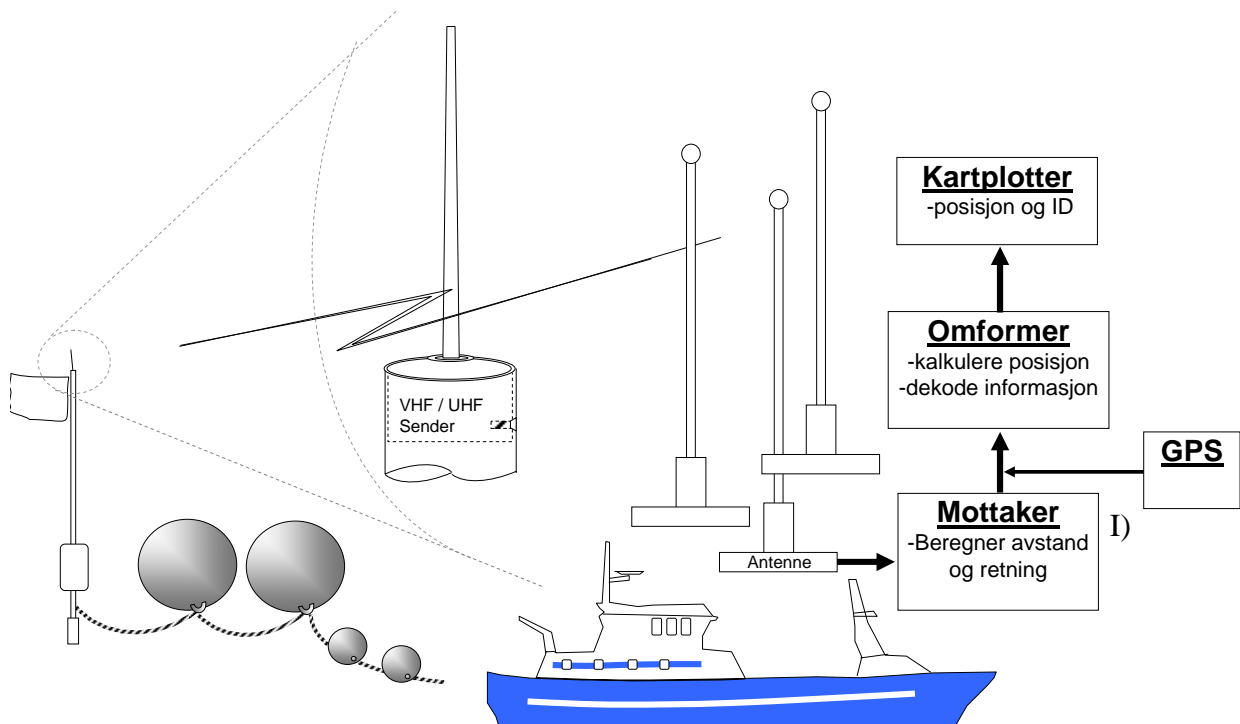 Kartplotter
-posisjon og ID
Omformer
-kalkulere posisjon
-dekode informasjon
VHF / UHF
Sender
GPS
Mottaker
-Beregner avstand
og retning
I)
Antenne